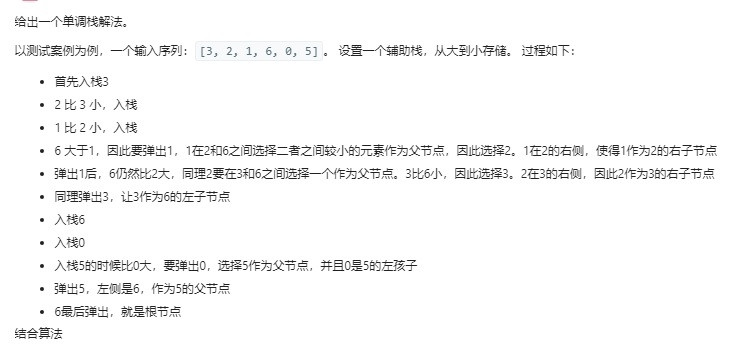 给出一个单调栈解法。
以测试案例为例，一个输入序列：[3, 2, 1, 6, 0, 5]。 设置一个辅助栈，从大到小存储。 过程如下：
首先入栈3
2 比 3 小，入栈
1 比 2 小，入栈
6 大于1，因此要弹出1，1在2和6之间选择二者之间较小的元素作为父节点，因此选择2。1在2的右侧，使得1作为2的右子节点
弹出1后，6仍然比2大，同理2要在3和6之间选择一个作为父节点。3比6小，因此选择3。2在3的右侧，因此2作为3的右子节点
同理弹出3，让3作为6的左子节点
入栈6
入栈0
入栈5的时候比0大，要弹出0，选择5作为父节点，并且0是5的左孩子
弹出5，左侧是6，作为5的父节点
6最后弹出，就是根节点
结合算法